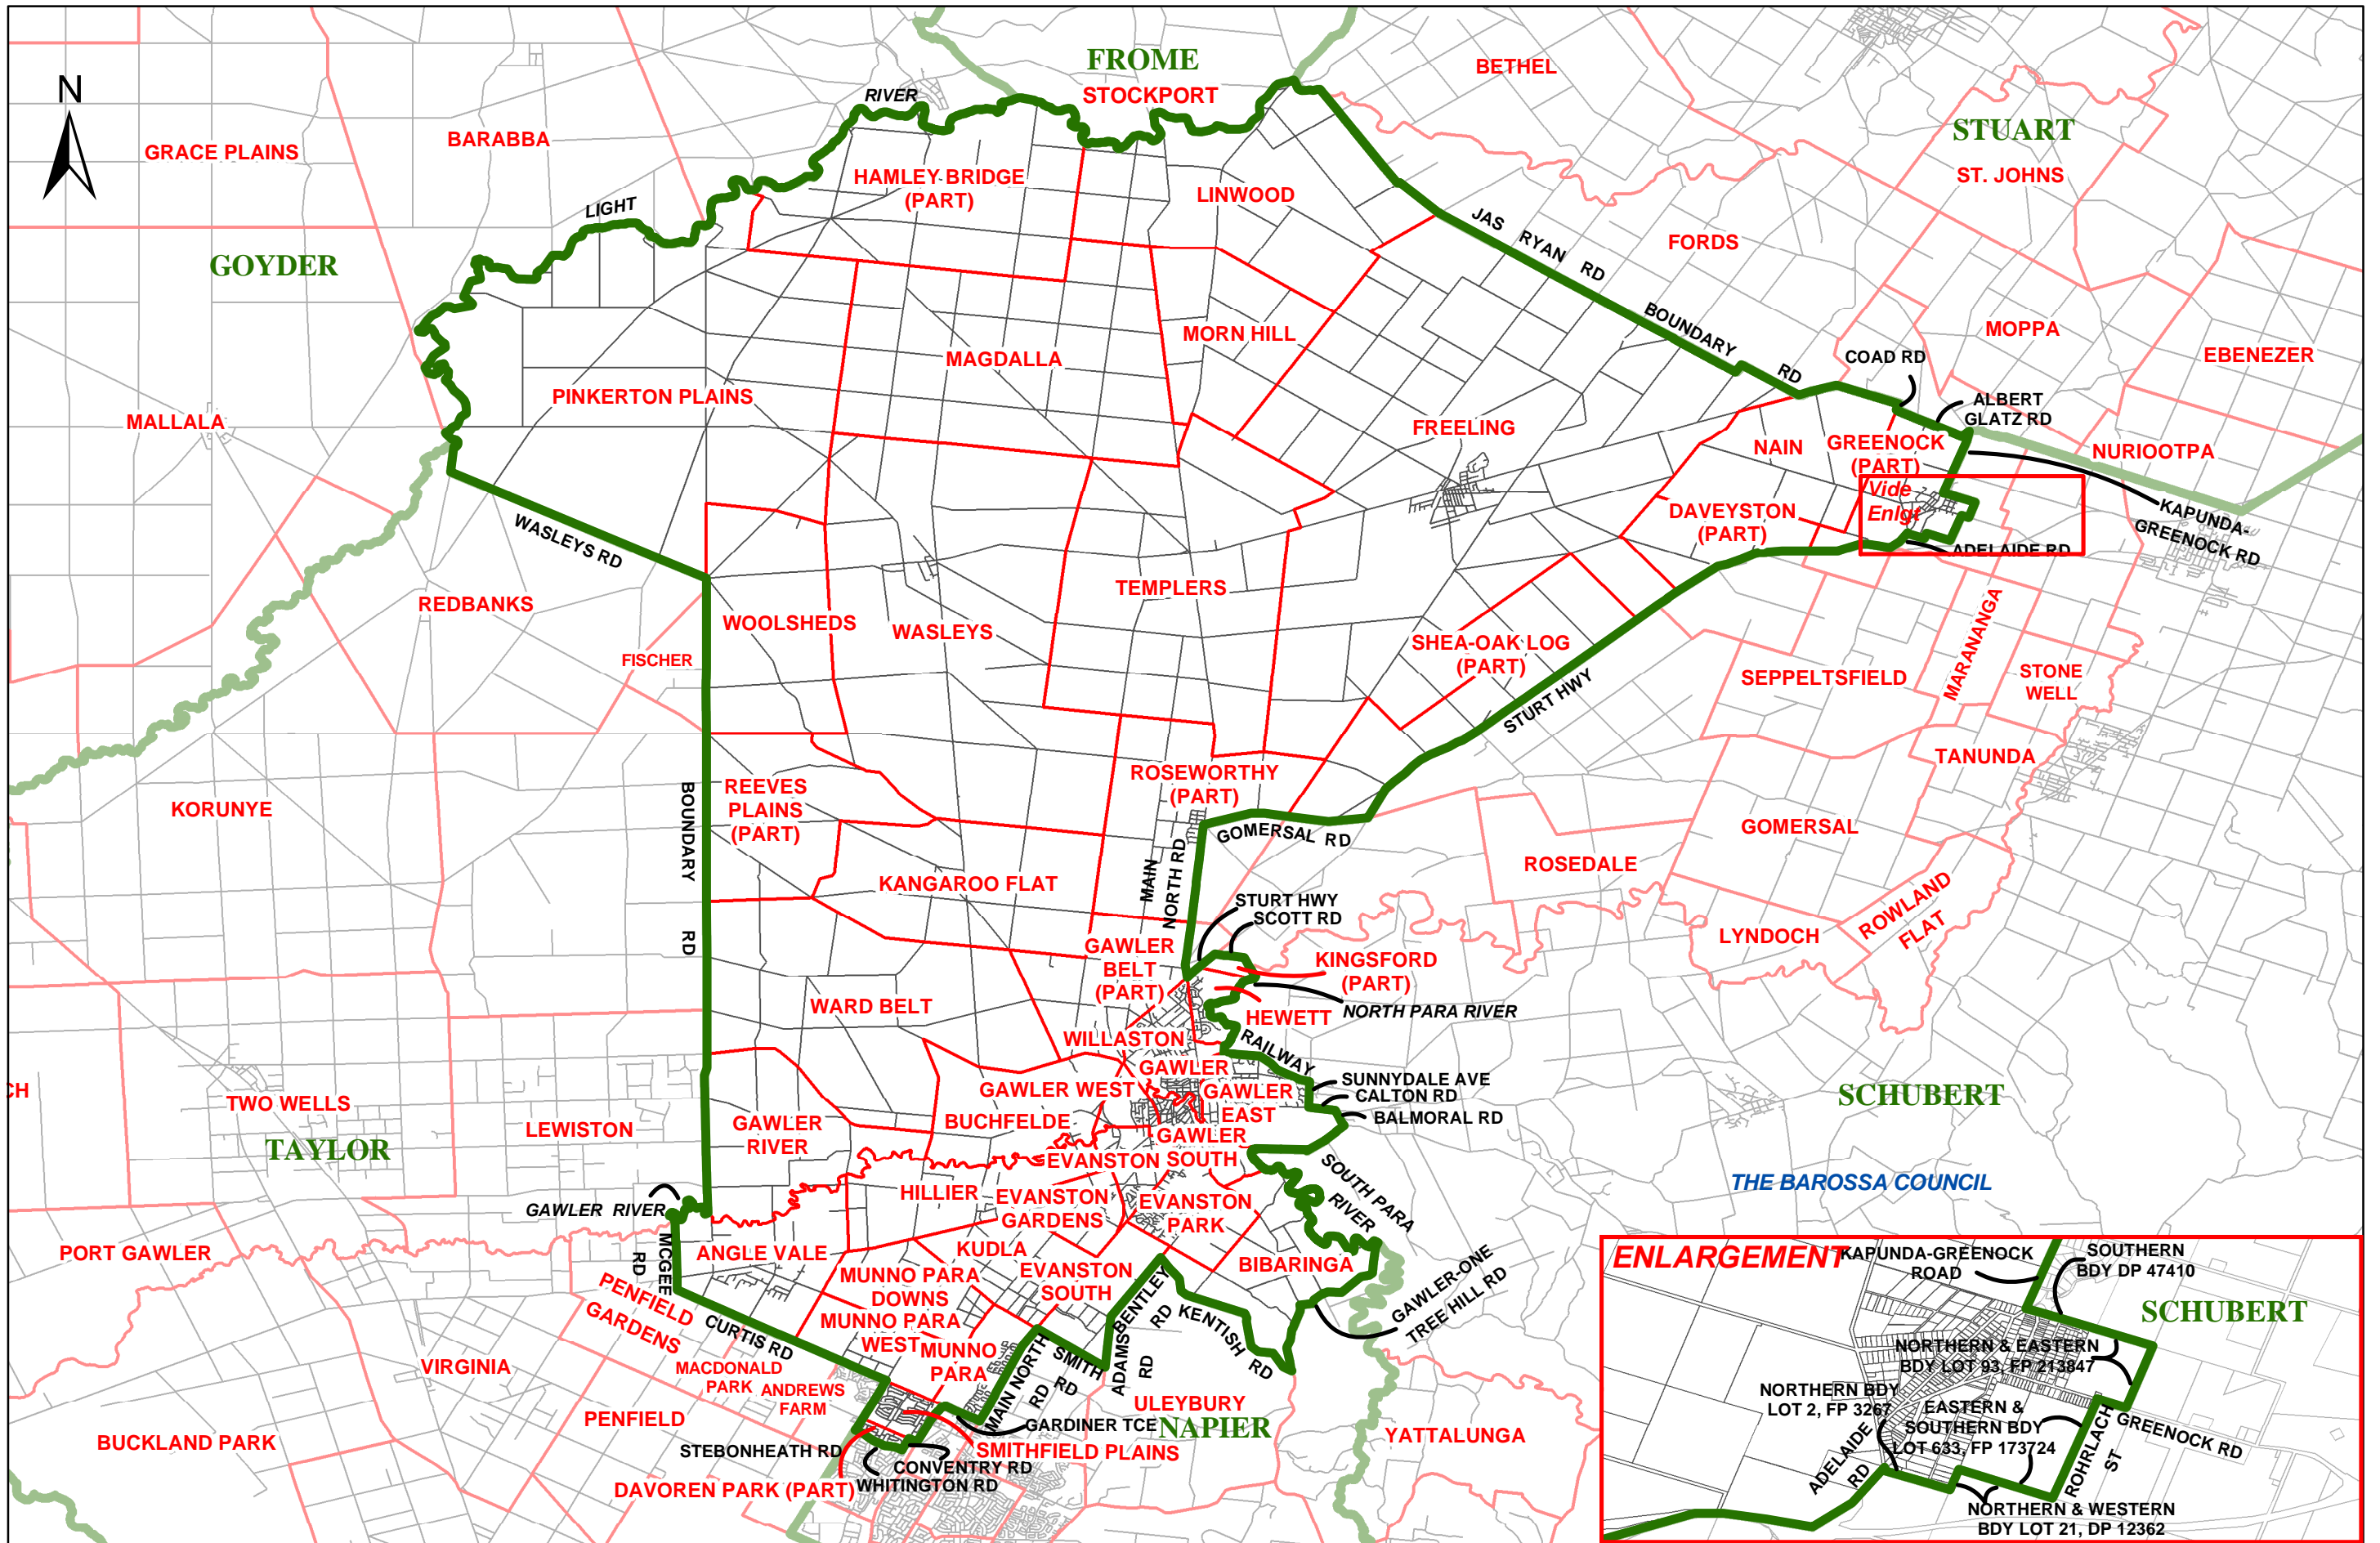 FROME
STOCKPORT
BETHEL
N
RIVER
STUART
GRACE PLAINS
BARABBA
ST. JOHNS
HAMLEY BRIDGE
(PART)
LINWOOD
LIGHT
JAS RYAN RD
FORDS
GOYDER
MORN HILL
BOUNDARY RD
MOPPA
EBENEZER
COAD RD
MAGDALLA
PINKERTON PLAINS
ALBERT
GLATZ RD
MALLALA
FREELING
NAIN
GREENOCK
(PART)
NURIOOTPA
Vide
Enlgt
DAVEYSTON
(PART)
KAPUNDA-
GREENOCK RD
ADELAIDE RD
WASLEYS RD
TEMPLERS
REDBANKS
WOOLSHEDS
WASLEYS
MARANANGA
SHEA-OAK LOG
(PART)
FISCHER
SEPPELTSFIELD
STONE
WELL
STURT HWY
TANUNDA
ROSEWORTHY
(PART)
REEVES
PLAINS
(PART)
BOUNDARY RD
KORUNYE
GOMERSAL RD
GOMERSAL
ROSEDALE
KANGAROO FLAT
MAIN
NORTH RD
STURT HWY
SCOTT RD
ROWLAND
FLAT
LYNDOCH
GAWLER
BELT
(PART)
KINGSFORD
(PART)
WARD BELT
HEWETT
NORTH PARA RIVER
WILLASTON
RAILWAY
GAWLER
SUNNYDALE AVE
CALTON RD
BALMORAL RD
GAWLER WEST
GAWLER
EAST
SCHUBERT
CH
TWO WELLS
LEWISTON
GAWLER
RIVER
BUCHFELDE
TAYLOR
GAWLER
SOUTH
EVANSTON
SOUTH PARA
RIVER
THE BAROSSA COUNCIL
HILLIER
EVANSTON
GARDENS
EVANSTON
PARK
GAWLER RIVER
PORT GAWLER
MCGEE
RD
ANGLE VALE
KUDLA
BIBARINGA
MUNNO PARA
DOWNS
EVANSTON
SOUTH
GAWLER-ONE
TREE HILL RD
PENFIELD
GARDENS
BENTLEY
RD
KENTISH RD
MUNNO PARA
WEST
CURTIS RD
MUNNO
PARA
MAIN NORTH
RD
SMITH
RD
ADAMS
RD
VIRGINIA
MACDONALD
PARK
ANDREWS
FARM
ULEYBURY
NAPIER
PENFIELD
GARDINER TCE
YATTALUNGA
BUCKLAND PARK
STEBONHEATH RD
SMITHFIELD PLAINS
CONVENTRY RD
WHITINGTON RD
DAVOREN PARK (PART)
ENLARGEMENT
KAPUNDA-GREENOCK
ROAD
SOUTHERN
BDY DP 47410
SCHUBERT
NORTHERN & EASTERN
BDY LOT 93, FP 213847
NORTHERN BDY
LOT 2, FP 3267
EASTERN &
SOUTHERN BDY
LOT 633, FP 173724
GREENOCK RD
ADELAIDE
RD
ROHRLACH
ST
NORTHERN & WESTERN
BDY LOT 21, DP 12362